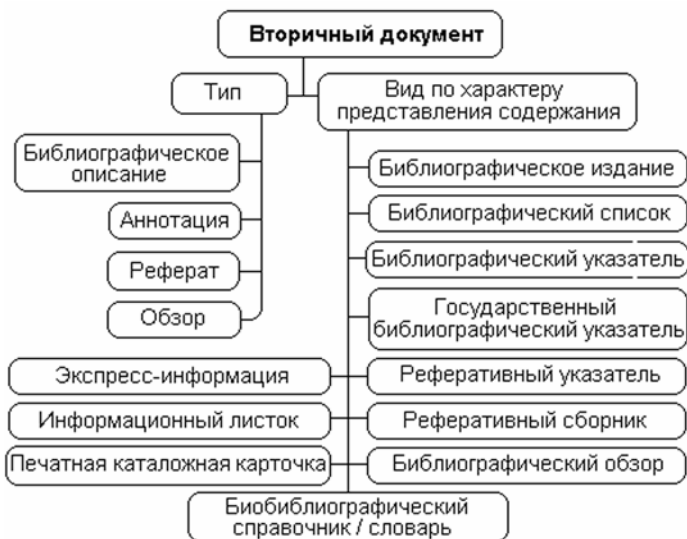 Вторичный документ
Тип
Вид по характеру
представления содержания
Библиографическое
описание
Аннотация
Реферат
Обзор
Библиографическое издание
Библиографический список
Библиографический указатель
Государственный
библиографический указатель
Экспресс-информация
Реферативный указатель
Информационный листок
Реферативный сборник
Печатная каталожная карточка
Библиографический обзор
Биобиблиографический
справочник / словарь